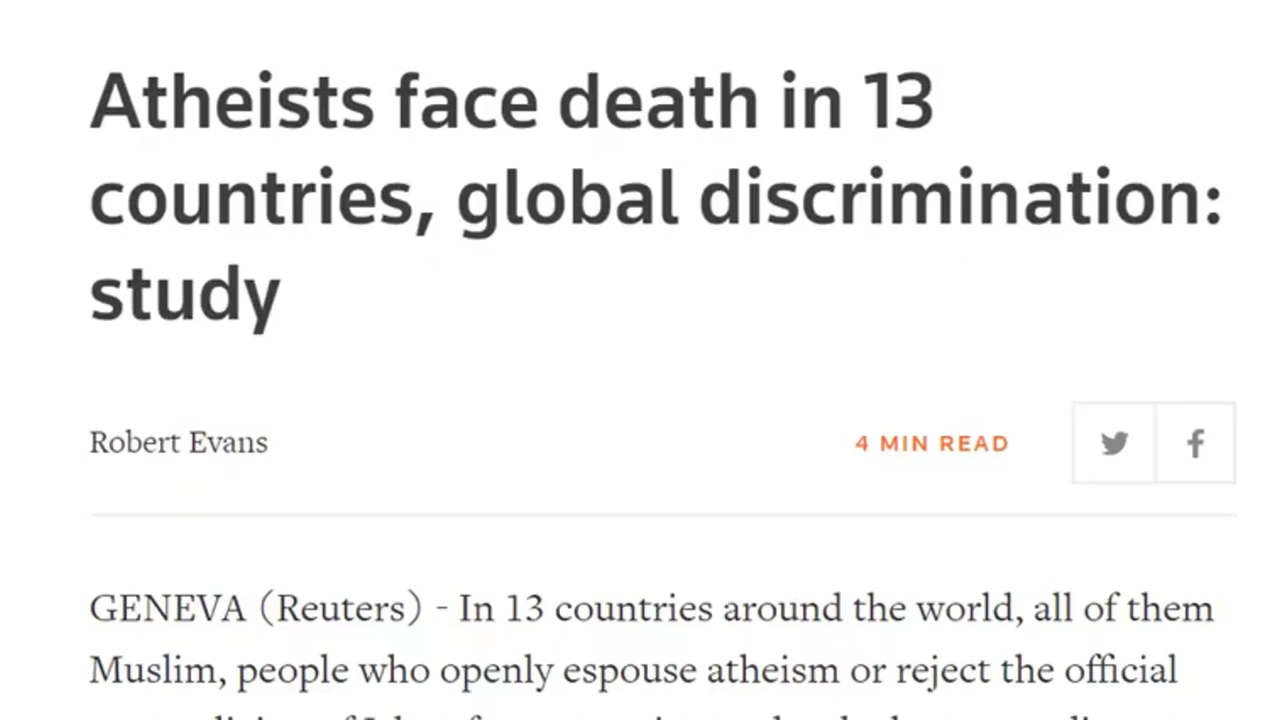 Atheists face death in 13
countries, global discrimination:
study
Robert Evans
4 MIN READ
GENEVA (Reuters) - In 13 countries around the world, all of them
Muslim, people who openly espouse atheism or reject the official